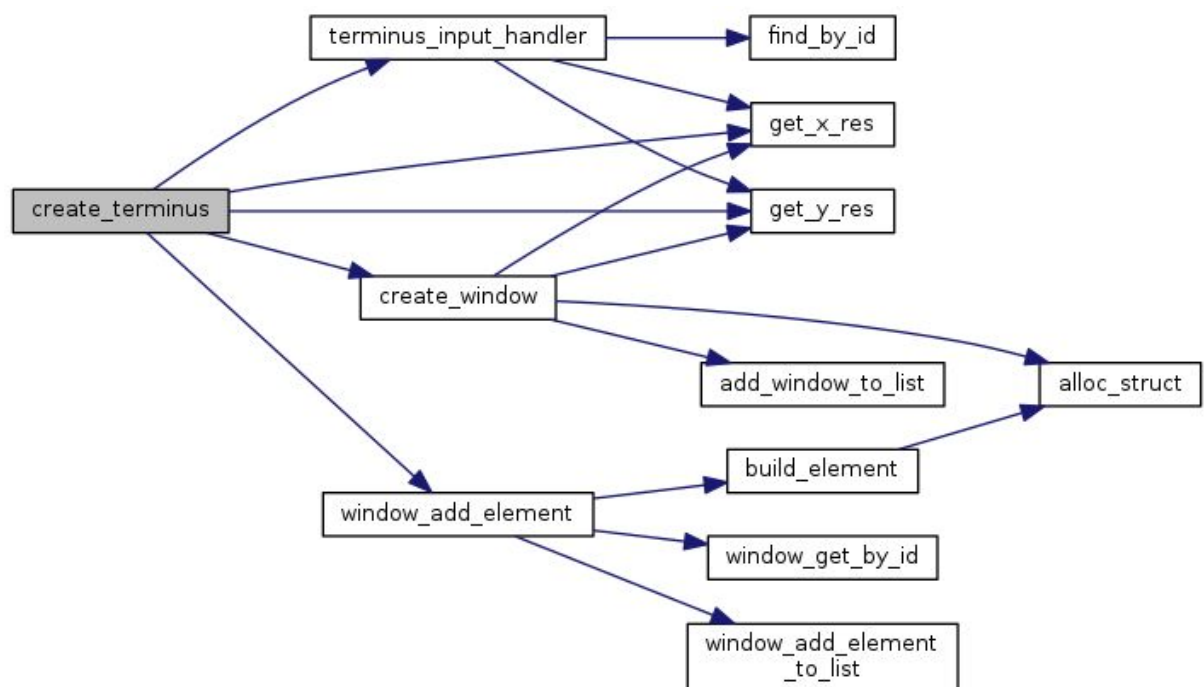 terminus_input_handler
find_by_id
get_x_res
create_terminus
get_y_res
create_window
add_window_to_list
alloc_struct
build_element
window_add_element
window_get_by_id
window_add_element
_to_list